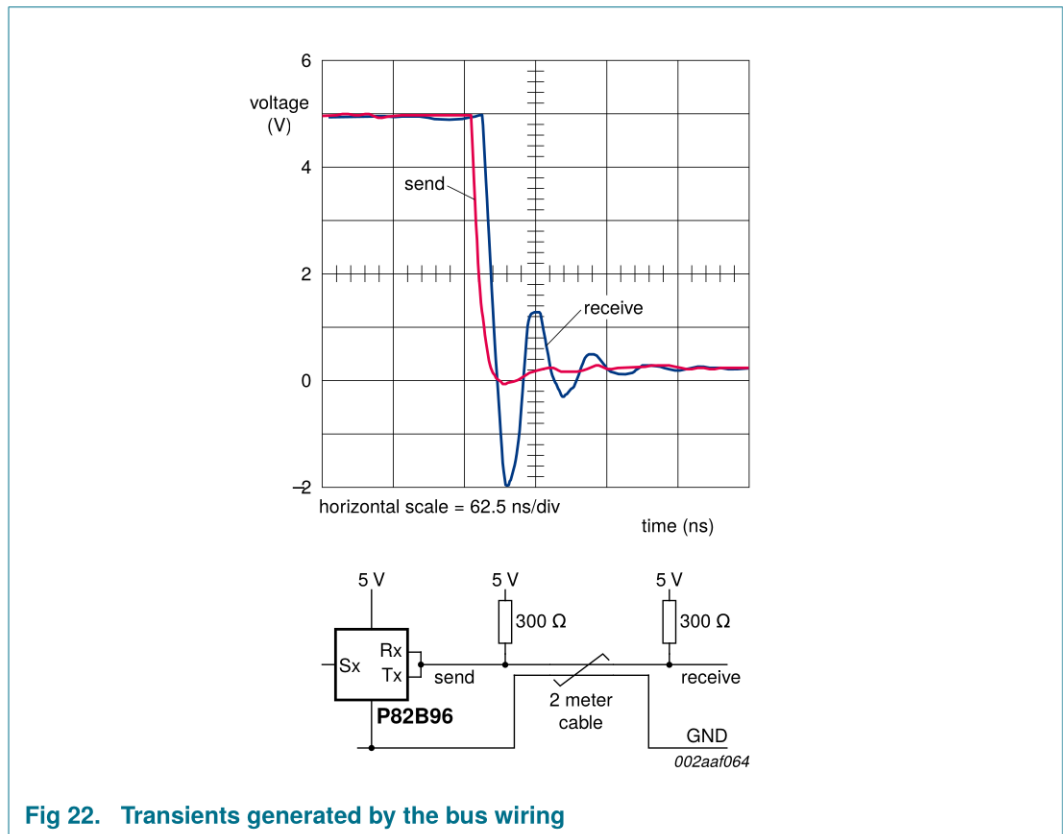 6
voltage
(V)
4
send
2
receive
0
−2
horizontal scale = 62.5 ns/div
time (ns)
5 V
5 V
5 V
300 Ω
300 Ω
Rx
Sx
Tx
send
receive
2 meter
cable
P82B96
GND
002aaf064
Fig 22. Transients generated by the bus wiring